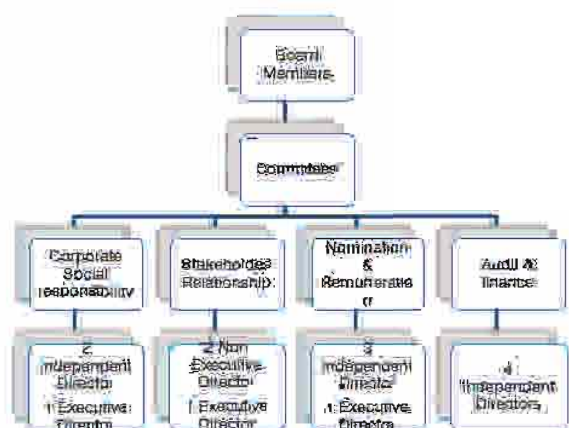 Board
Members
Committees
Corporate
Social
responsibility
Stakeholder
Relationship
Nomination
&
Remuneratio
n
Audit &
finance
2
Independent
Director
1 Executive
Director
2 Non
Executive
Director
1 Executive
Director
3
Independent
Director
1 Executive
Director
4
Independent
Directors